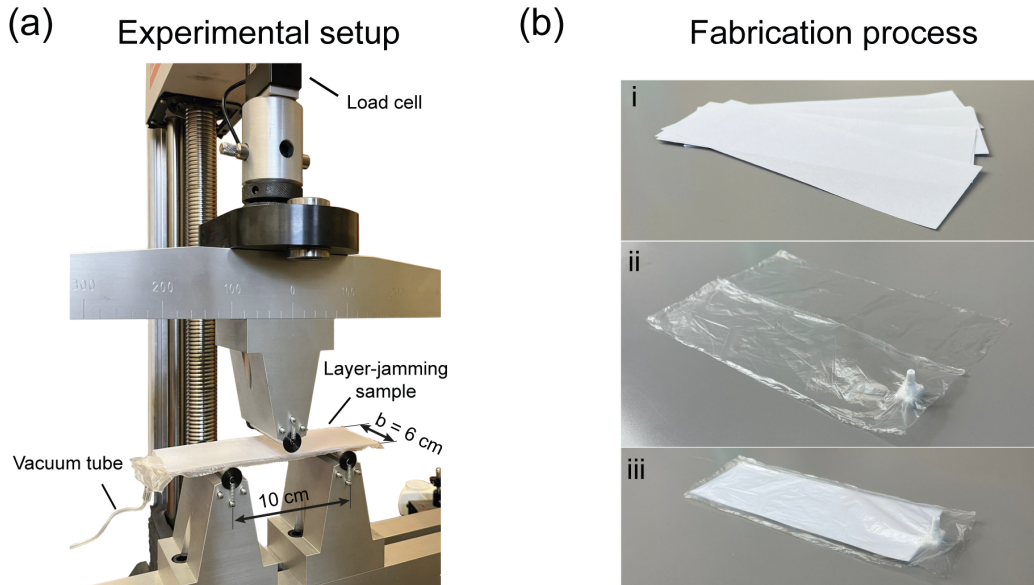 (a)
Experimental setup
Load cell
300
200
100
0
100
Layer-jamming
sample
b = 6 cm
Vacuum tube
10 cm
(b)
Fabrication process
i
ii
iii